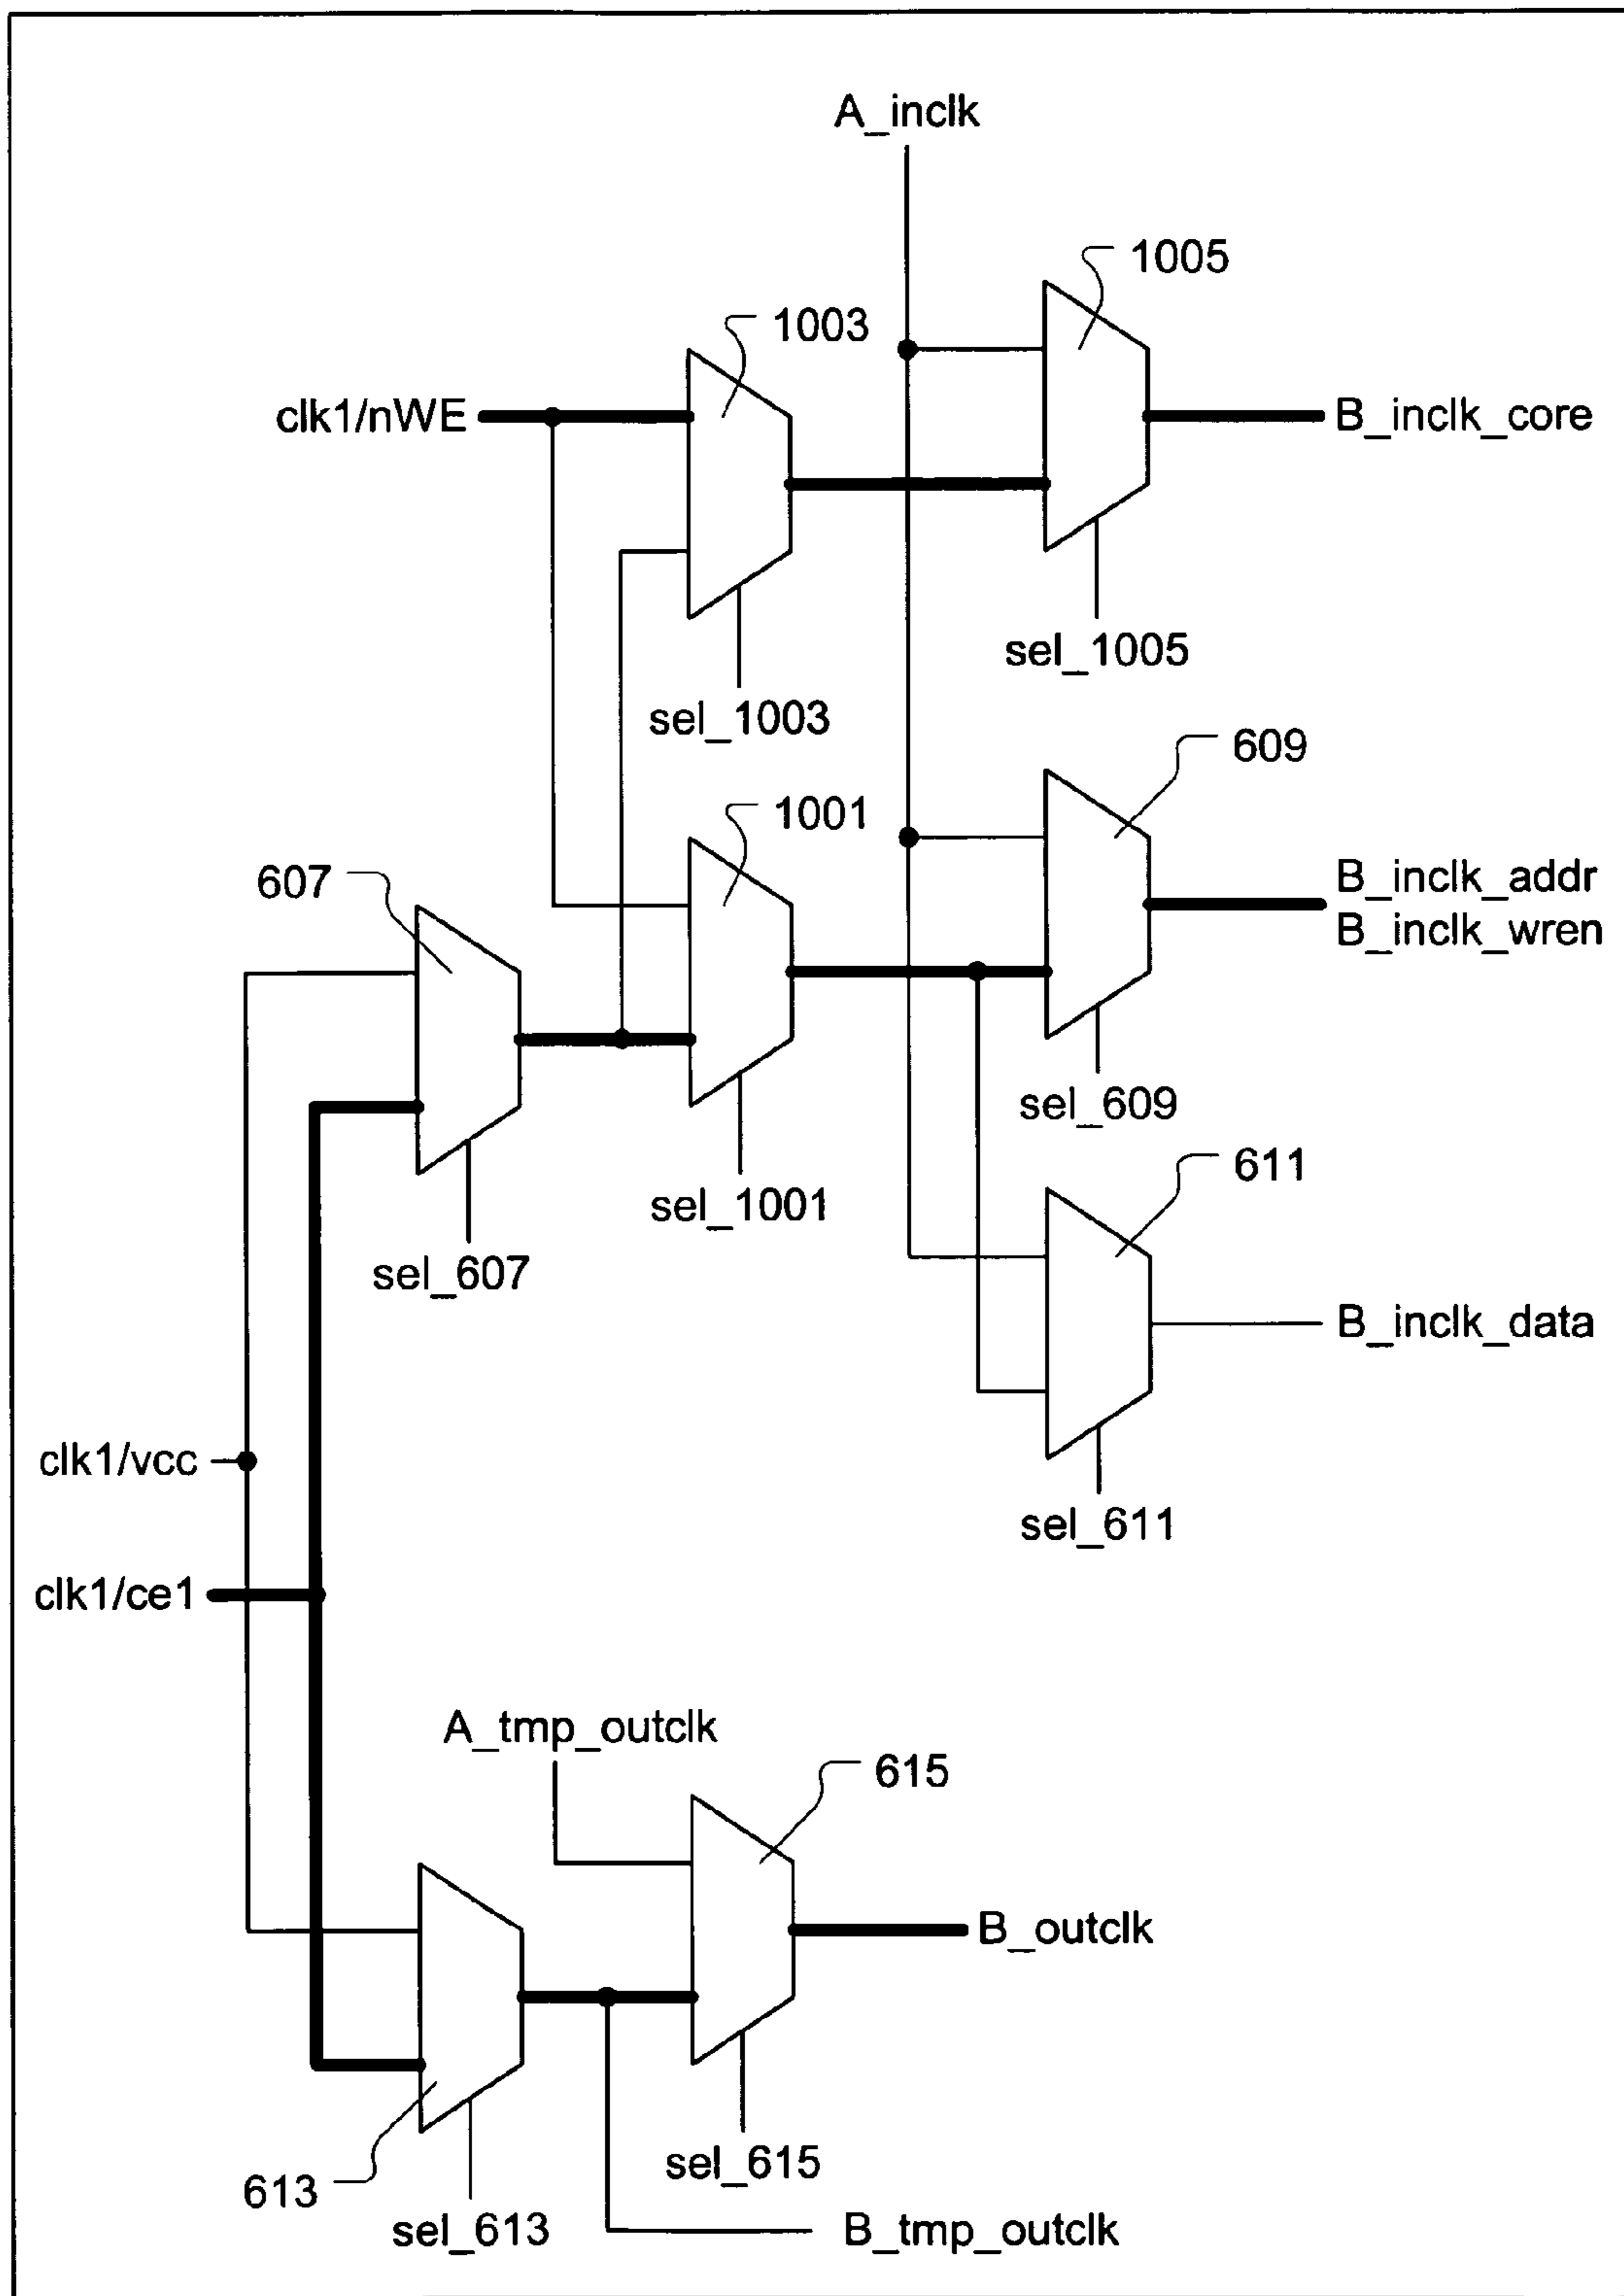 A_inclk
1005
1003
clk1/nWE
B_inclk_core
sel_1005
sel_1003
609
1001
607
B_inclk_addr
B_inclk_wren
sel_609
611
sel_1001
sel_607
B_inclk_data
clk1/vcc
sel_611
clk1/ce1
A_tmp_outclk
615
B_outclk
sel_615
613
sel_613
B_tmp_outclk